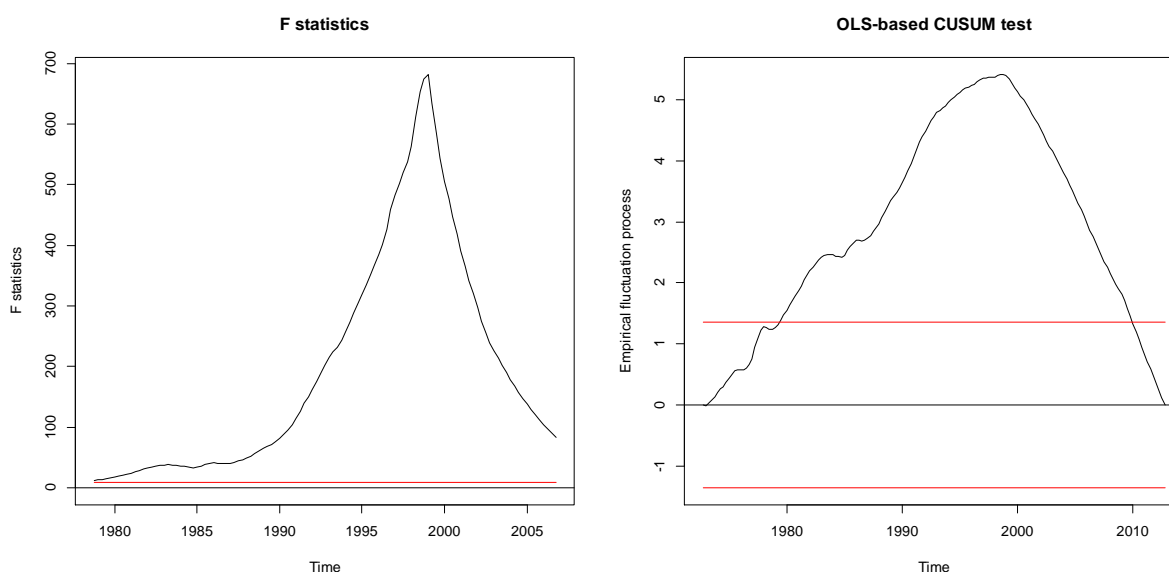 F statistics
F statistics
700
600
500
400
300
200
100
0
1980 1985 1990 1995 2000 2005
Time
OLS-based CUSUM test
Empirical fluctuation process
5
4
3
2
1
0
-1
1980 1990 2000 2010
Time